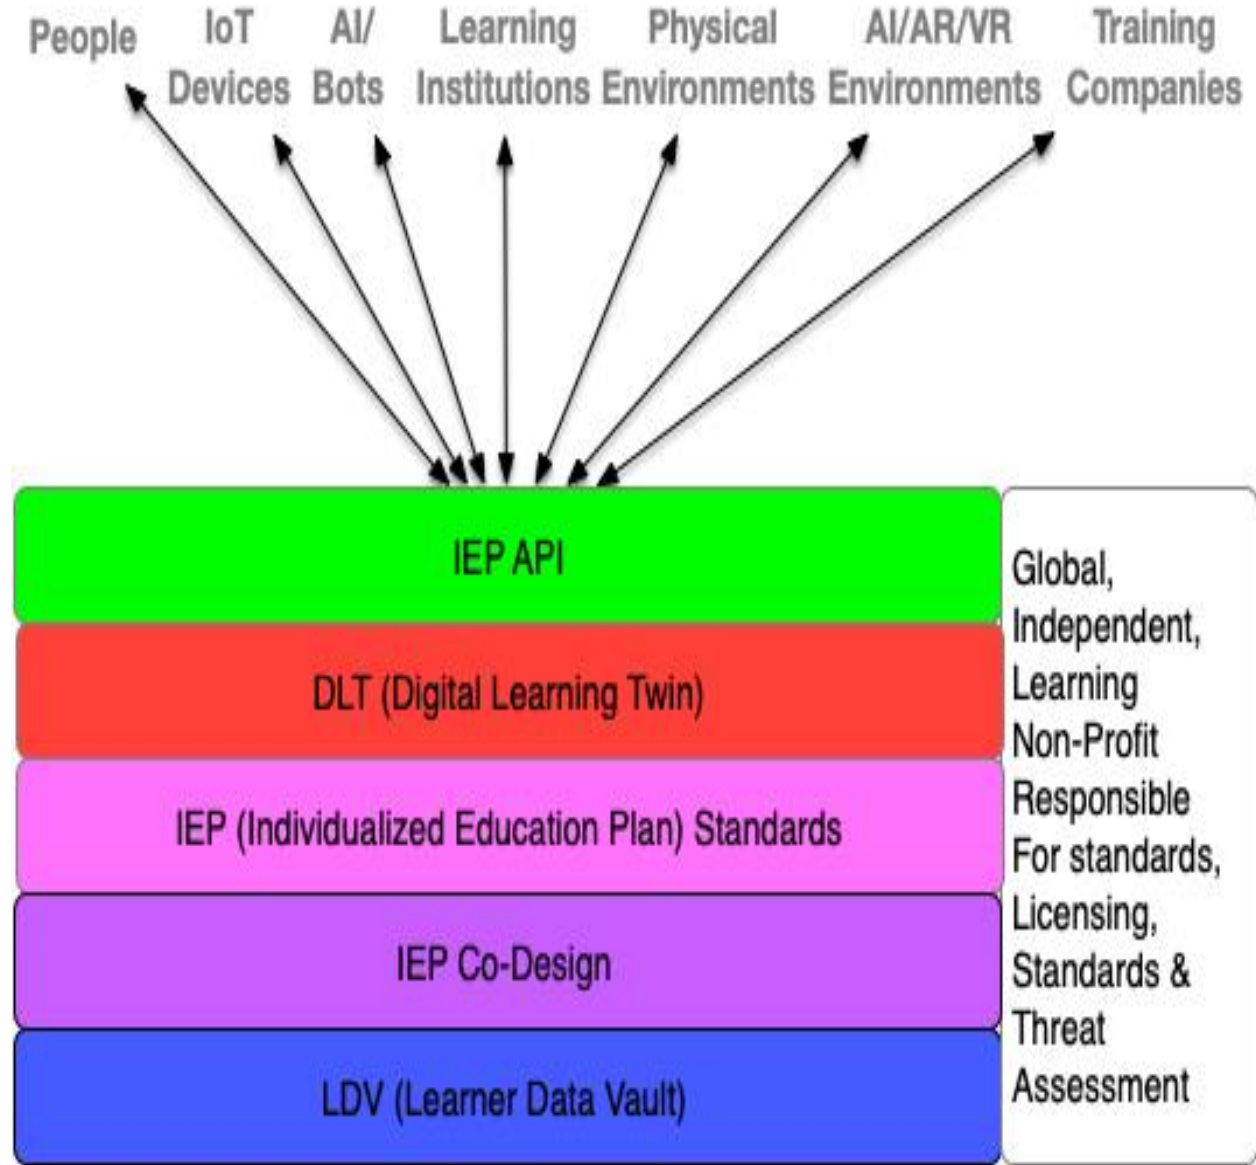 People
IoT
Devices
AI/
Bots
Learning
Institutions
Physical
Environments
AI/AR/VR
Environments
Training
Companies
IEP API
DLT (Digital Learning Twin)
IEP (Individualized Education Plan) Standards
IEP Co-Design
LDV (Learner Data Vault)
Global,
Independent,
Learning
Non-Profit
Responsible
For standards,
Licensing,
Standards &
Threat
Assessment